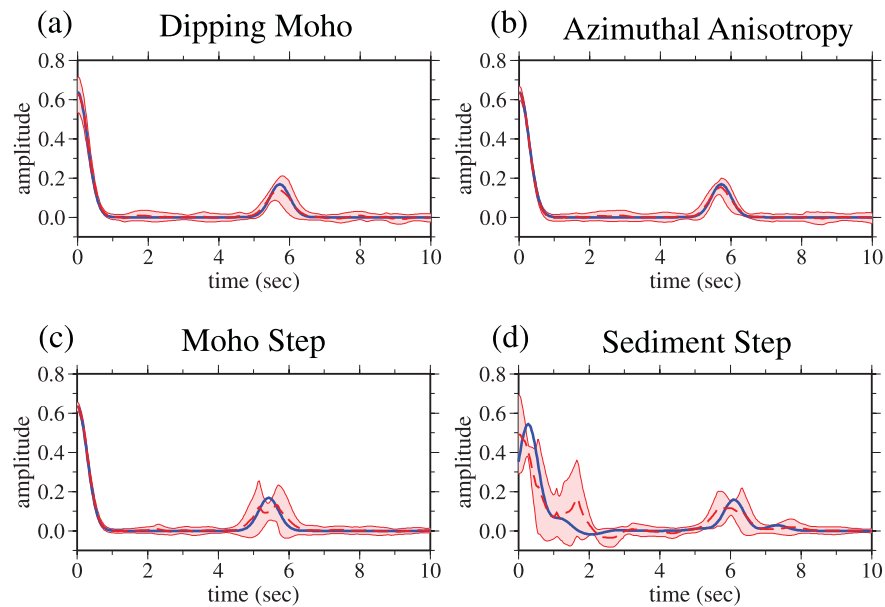 (a) Dipping Moho
0.8
0.6
0.4
0.2
0.0
amplitude
0 2 4 6 8 10
time (sec)
(b) Azimuthal Anisotropy
0.8
0.6
0.4
0.2
0.0
amplitude
0 2 4 6 8 10
time (sec)
(c) Moho Step
0.8
0.6
0.4
0.2
0.0
amplitude
0 2 4 6 8 10
time (sec)
(d) Sediment Step
0.8
0.6
0.4
0.2
0.0
amplitude
0 2 4 6 8 10
time (sec)